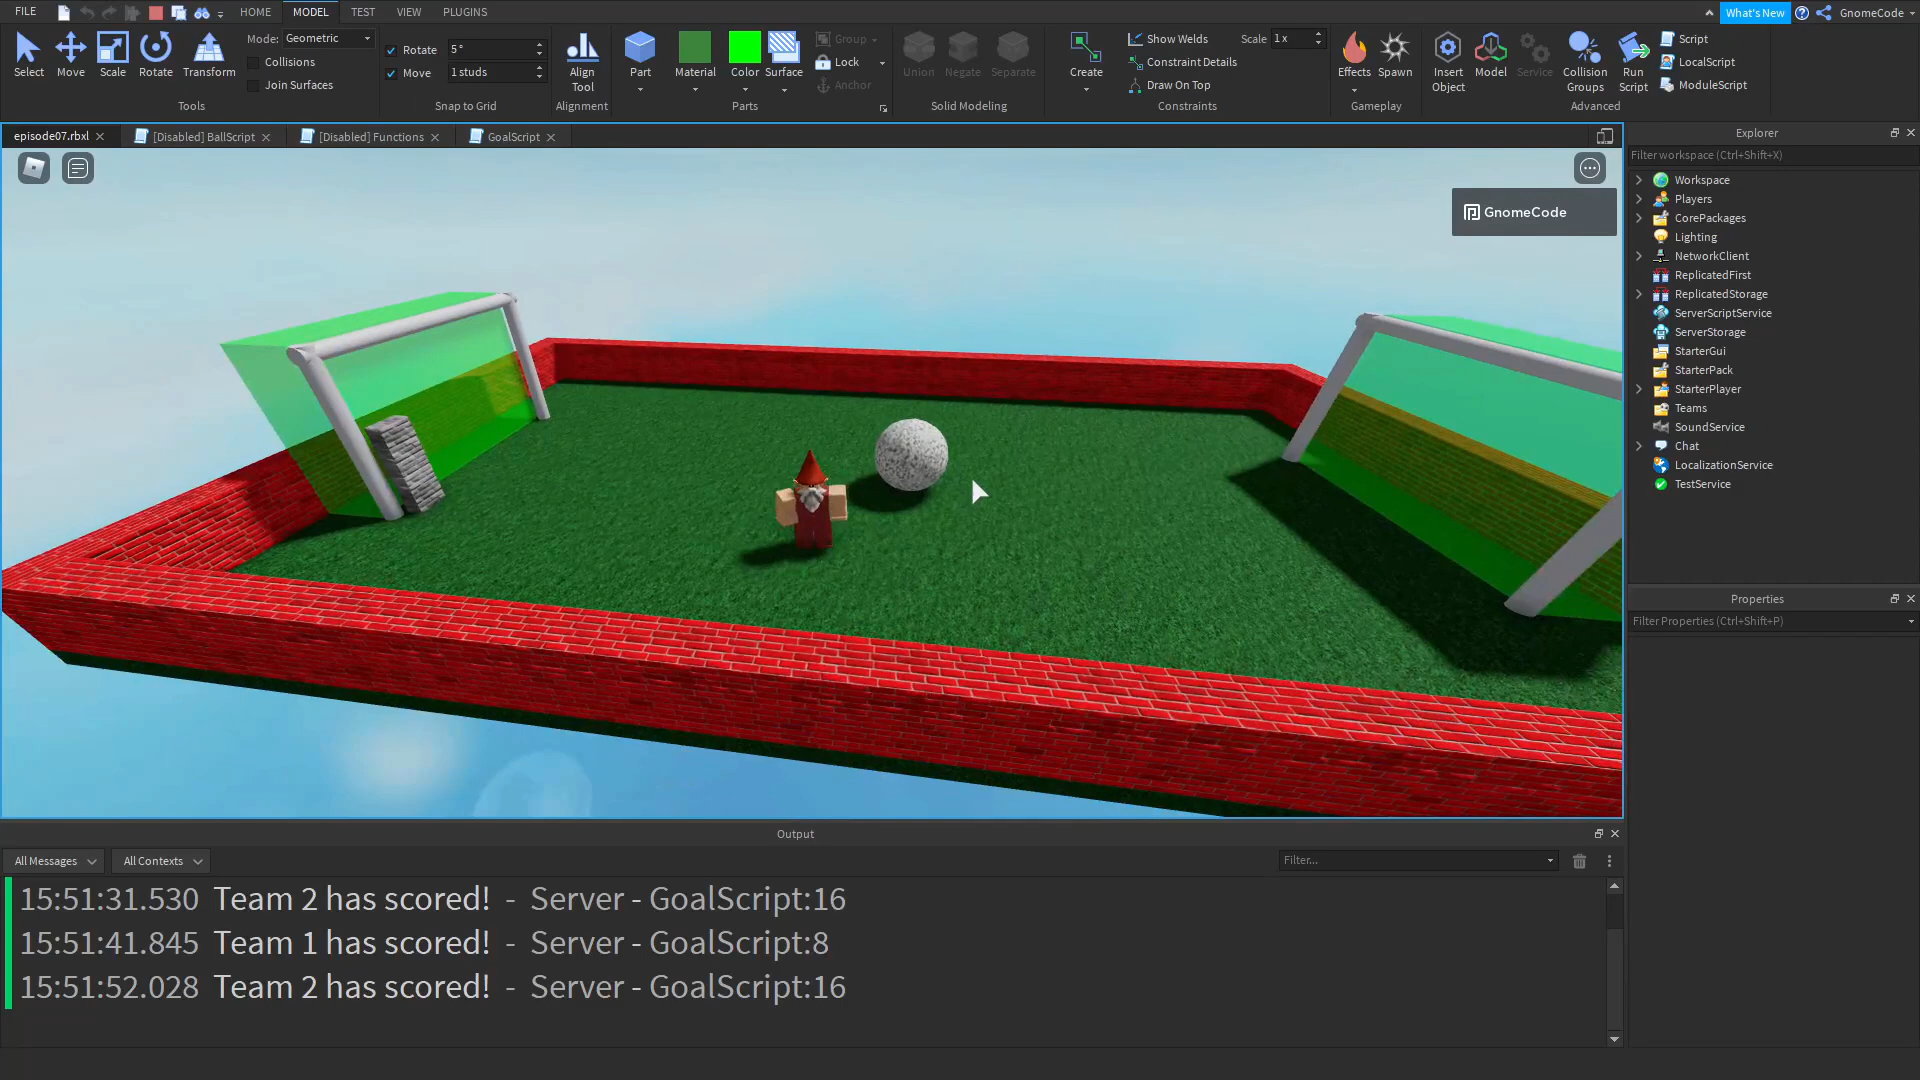 FILE HOME MODEL TEST VIEW PLUGINS What's New GnomeCode
Select Move Scale Rotate Transform
Mode: Geometric
Collisions
Join Surfaces
Tools
Rotate 5°
Move 1 studs
Snap to Grid
Align Tool
Alignment
Part Material Color Surface
Group
Lock
Anchor
Parts
Union Negate Separate
Solid Modeling
Create
Show Welds Scale 1x
Constraint Details
Draw On Top
Constraints
Effects Spawn
Gameplay
Insert Object Model Service Collision Groups Run Script
Script
LocalScript
ModuleScript
Advanced
episode07.rbxl [Disabled] BallScript [Disabled] Functions GoalScript
GnomeCode
Explorer
Filter workspace (Ctrl+Shift+X)
Workspace
Players
CorePackages
Lighting
NetworkClient
ReplicatedFirst
ReplicatedStorage
ServerScriptService
ServerStorage
StarterGui
StarterPack
StarterPlayer
Teams
SoundService
Chat
LocalizationService
TestService
Properties
Filter Properties (Ctrl+Shift+P)
Output
All Messages All Contexts Filter...
15:51:31.530 Team 2 has scored! - Server - GoalScript:16
15:51:41.845 Team 1 has scored! - Server - GoalScript:8
15:51:52.028 Team 2 has scored! - Server - GoalScript:16